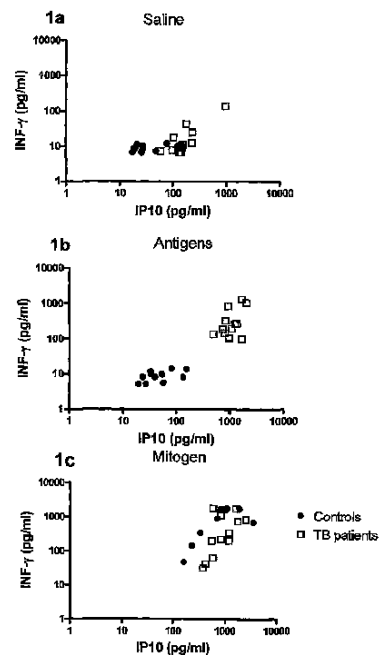 1a Saline
10000
1000
100
10
1
INF-γ (pg/ml)
1 10 100 1000 10000
IP10 (pg/ml)
1b Antigens
10000
1000
100
10
1
INF-γ (pg/ml)
1 10 100 1000 10000
IP10 (pg/ml)
1c Mitogen
10000
1000
100
10
1
INF-γ (pg/ml)
1 10 100 1000 10000
IP10 (pg/ml)
Controls
TB patients